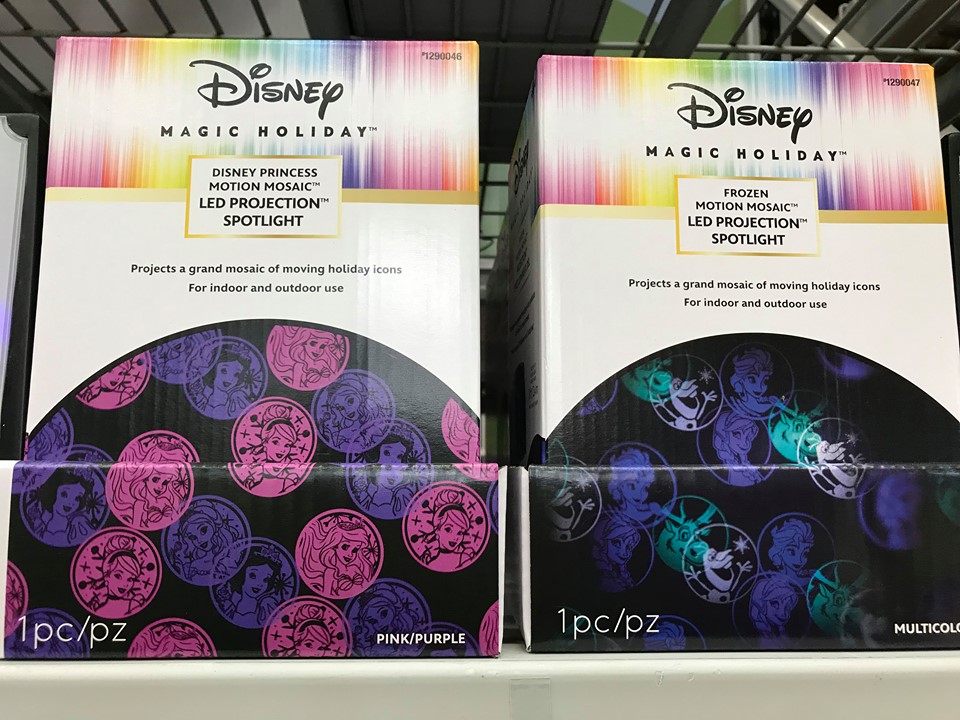 #1290046
Disney
MAGIC HOLIDAY™
DISNEY PRINCESS
MOTION MOSAIC™
LED PROJECTION™
SPOTLIGHT
Projects a grand mosaic of moving holiday icons
For indoor and outdoor use
1pc/pz
PINK/PURPLE
#1290047
Disney
MAGIC HOLIDAY™
FROZEN
MOTION MOSAIC™
LED PROJECTION™
SPOTLIGHT
Projects a grand mosaic of moving holiday icons
For indoor and outdoor use
1pc/pz
MULTICOLO